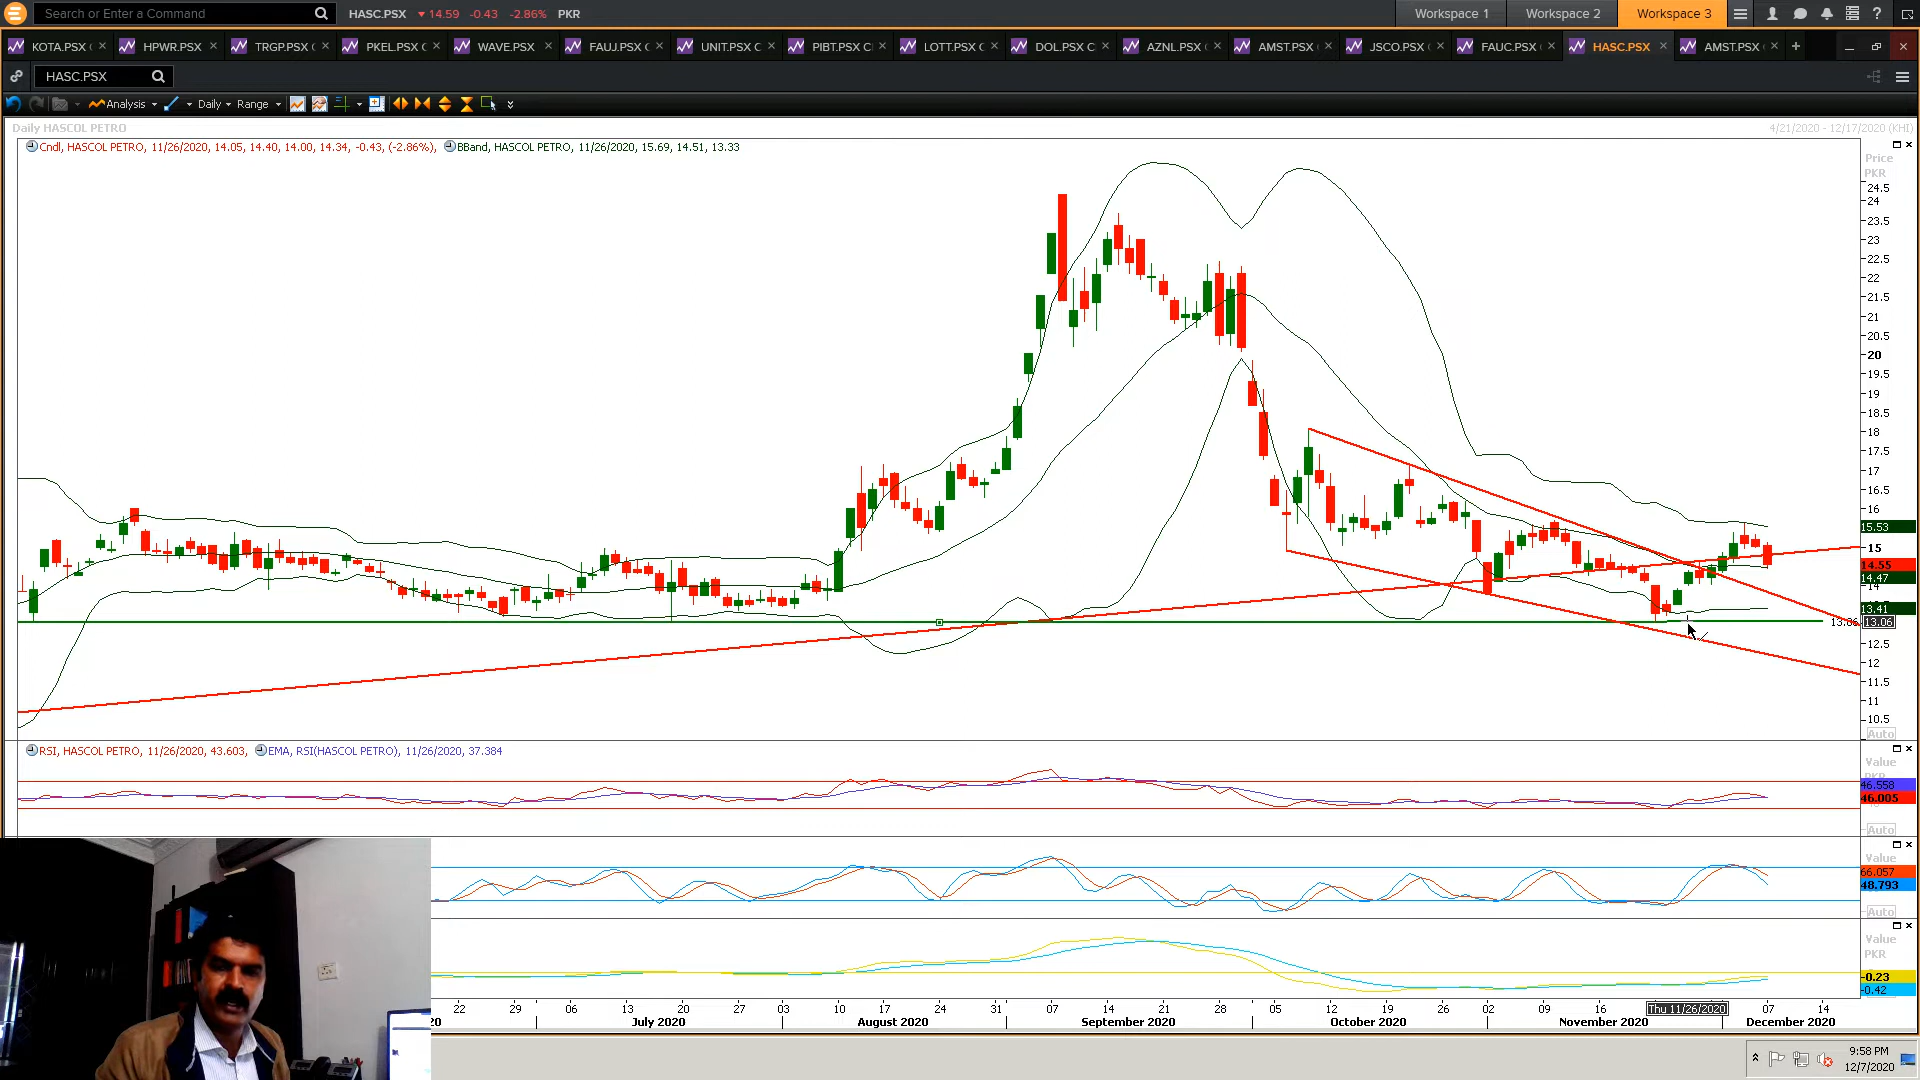 Search or Enter a Command HASC.PSX 14.59 -0.43 -2.86% PKR Workspace 1 Workspace 2 Workspace 3
KOTA.PSX ( HPWR.PSX TRGP.PSX ( PKEL.PSX C WAVE.PSX FAUJ.PSX C UNIT.PSX C PIBT.PSX C LOTT.PSX C DOL.PSX C AZNL.PSX C AMST.PSX JSCO.PSX FAUC.PSX HASC.PSX AMST.PSX
HASC.PSX
Analysis Daily Range
Daily HASCOL PETRO 4/21/2020 - 12/17/2020 (KHI)
Cndl, HASCOL PETRO, 11/26/2020, 14.05, 14.40, 14.00, 14.34, -0.43, (-2.86%), BBand, HASCOL PETRO, 11/26/2020, 15.69, 14.51, 13.33
Price
PKR
24.5
24
23.5
23
22.5
22
21.5
21
20.5
20
19.5
19
18.5
18
17.5
17
16.5
16
15.53
15
14.55
14.47
14
13.41
13.06 13.06
12.5
12
11.5
11
10.5
Auto
RSI, HASCOL PETRO, 11/26/2020, 43.603, EMA, RSI(HASCOL PETRO), 11/26/2020, 37.384
Value
PKR
46.558
46.005
Auto
Value
66.057
48.793
Auto
Value
PKR
-0.23
-0.42
22 29 06 13 20 27 03 10 17 24 31 07 14 21 28 05 12 19 26 02 09 16 Thu 11/26/2020 07 14
20 July 2020 August 2020 September 2020 October 2020 November 2020 December 2020
9:58 PM
12/7/2020